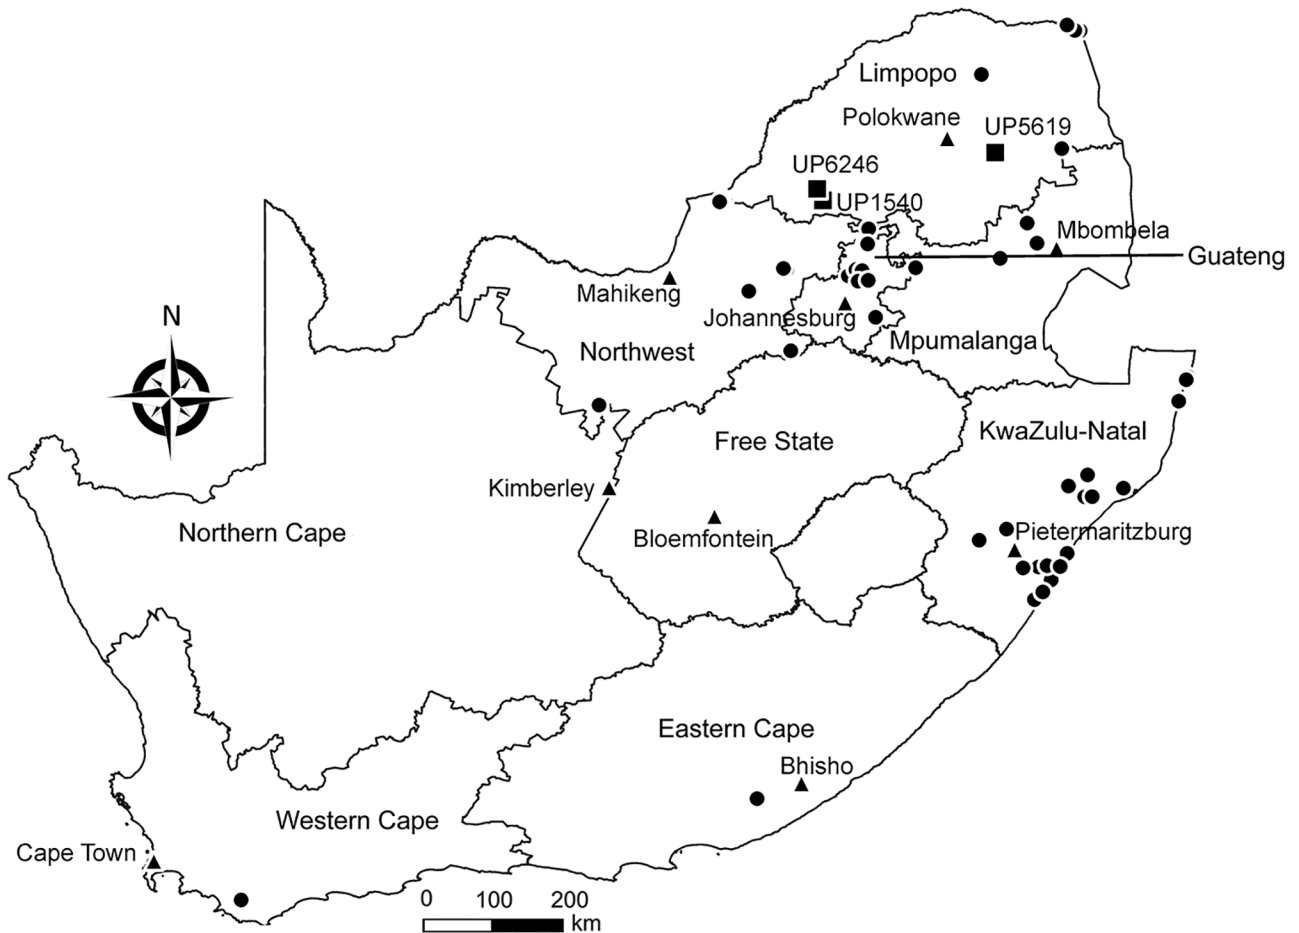 Limpopo
Polokwane
UP5619
UP6246
UP1540
Mbombela
Guateng
Mahikeng
Johannesburg
Mpumalanga
N
Northwest
KwaZulu-Natal
Free State
Kimberley
Northern Cape
Bloemfontein
Pietermaritzburg
Eastern Cape
Bhisho
Western Cape
Cape Town
0 100 200
km